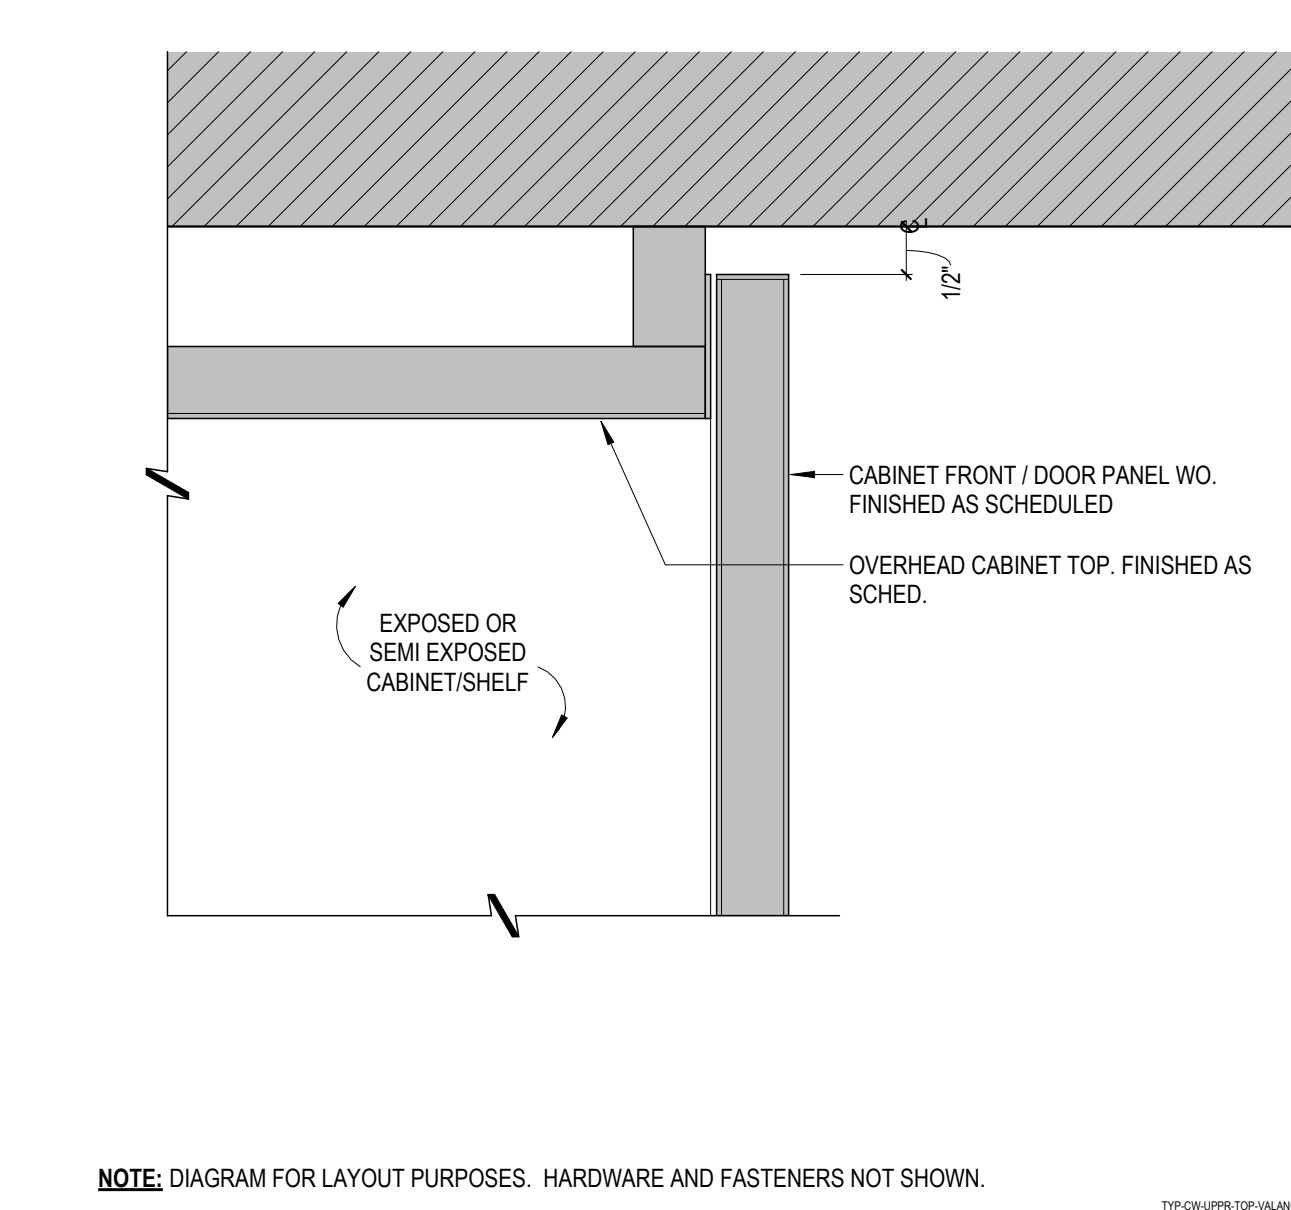 ℄
1/2"
CABINET FRONT / DOOR PANEL WO.
FINISHED AS SCHEDULED
OVERHEAD CABINET TOP. FINISHED AS
SCHED.
EXPOSED OR
SEMI EXPOSED
CABINET/SHELF
NOTE: DIAGRAM FOR LAYOUT PURPOSES. HARDWARE AND FASTENERS NOT SHOWN.
TYP-CW-UPPR-TOP-VALAN